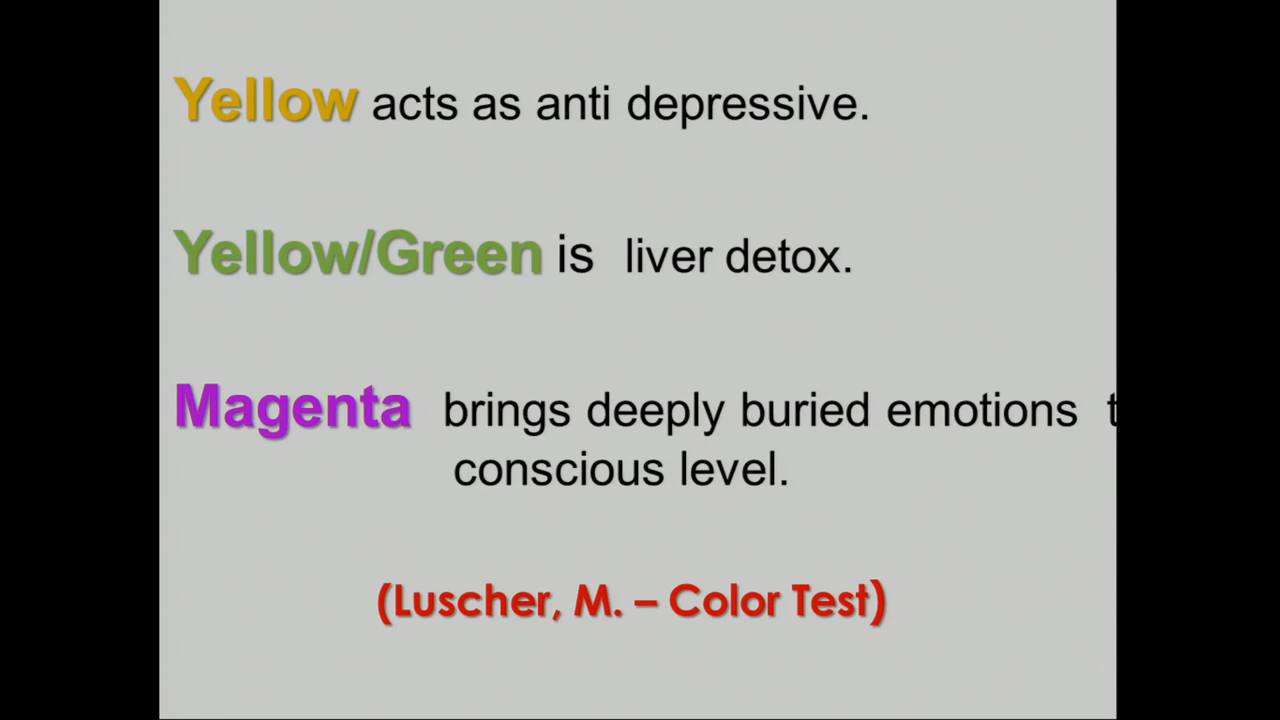 Yellow acts as anti depressive.
Yellow/Green is liver detox.
Magenta brings deeply buried emotions
conscious level.
(Luscher, M. – Color Test)